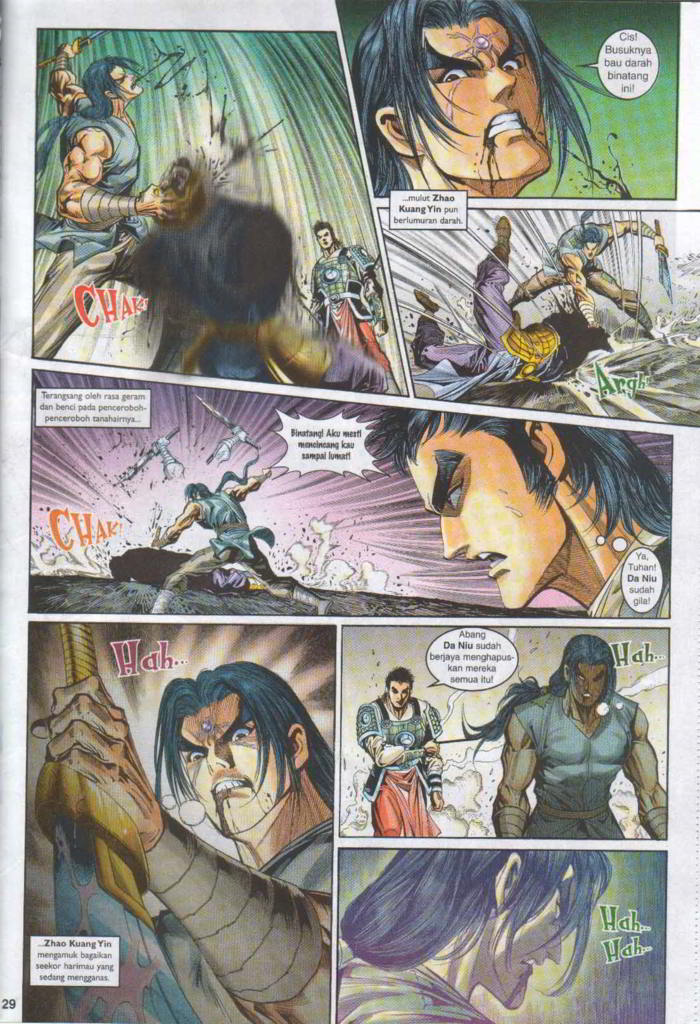 CHAK!
Cis!
Busuknya
bau darah
binatang
ini!
...mulut Zhao
Kuang Yin pun
berlumuran darah.
Argh!
Terangsang oleh rasa geram
dan benci pada penceroboh-
penceroboh tanahairnya...
Binatang! Aku mesti
mencincang kau
sampai lumat!
CHAK!
Ya,
Tuhan!
Da Niu
sudah
gila!
Hah...
...Zhao Kuang Yin
mengamuk bagaikan
seekor harimau yang
sedang mengganas.
Abang
Da Niu sudah
berjaya menghapus-
kan mereka
semua itu!
Hah...
Hah...
Hah...
29